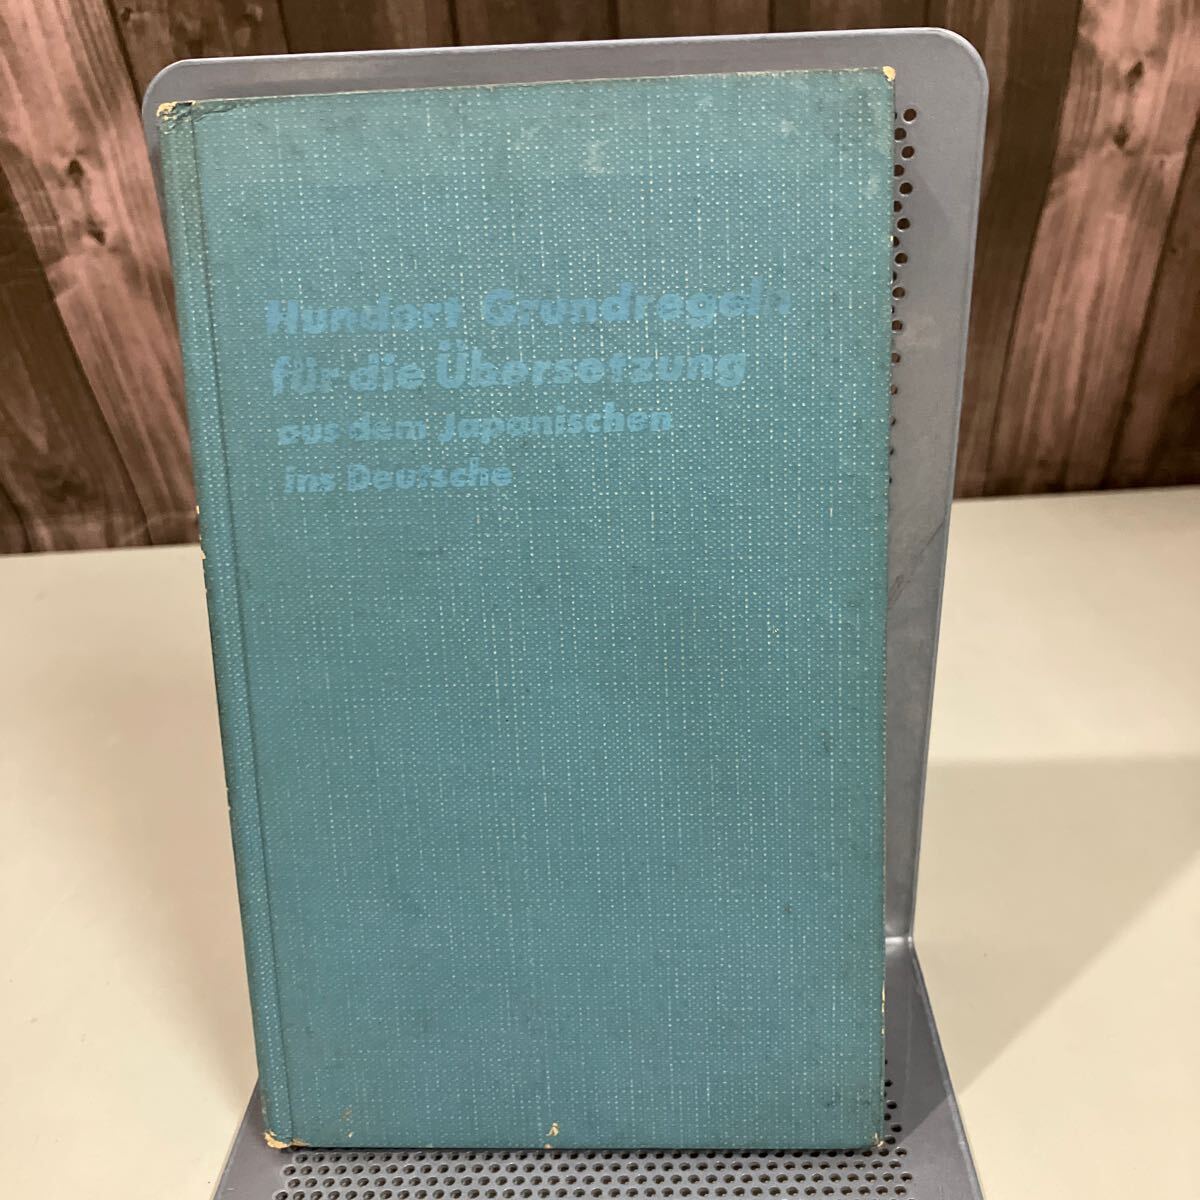 Hundert Grundregeln
für die Übersetzung
aus dem Japanischen
ins Deutsche